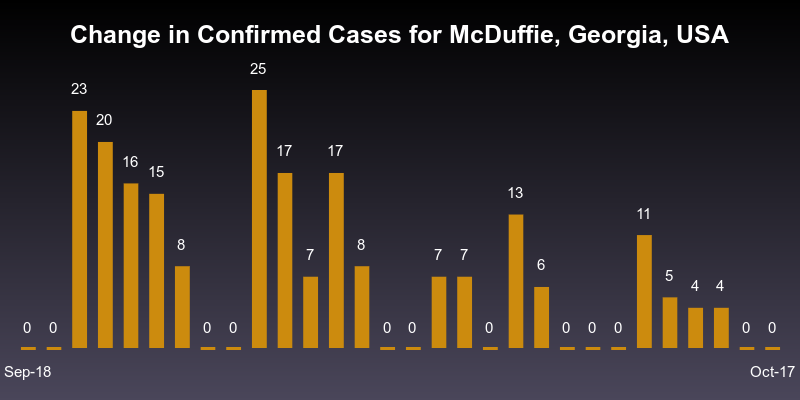 Change in Confirmed Cases for McDuffie, Georgia, USA
0 0 23 20 16 15 8 0 0 25 17 7 17 8 0 0 7 7 0 13 6 0 0 0 11 5 4 4 0 0
Sep-18 Oct-17